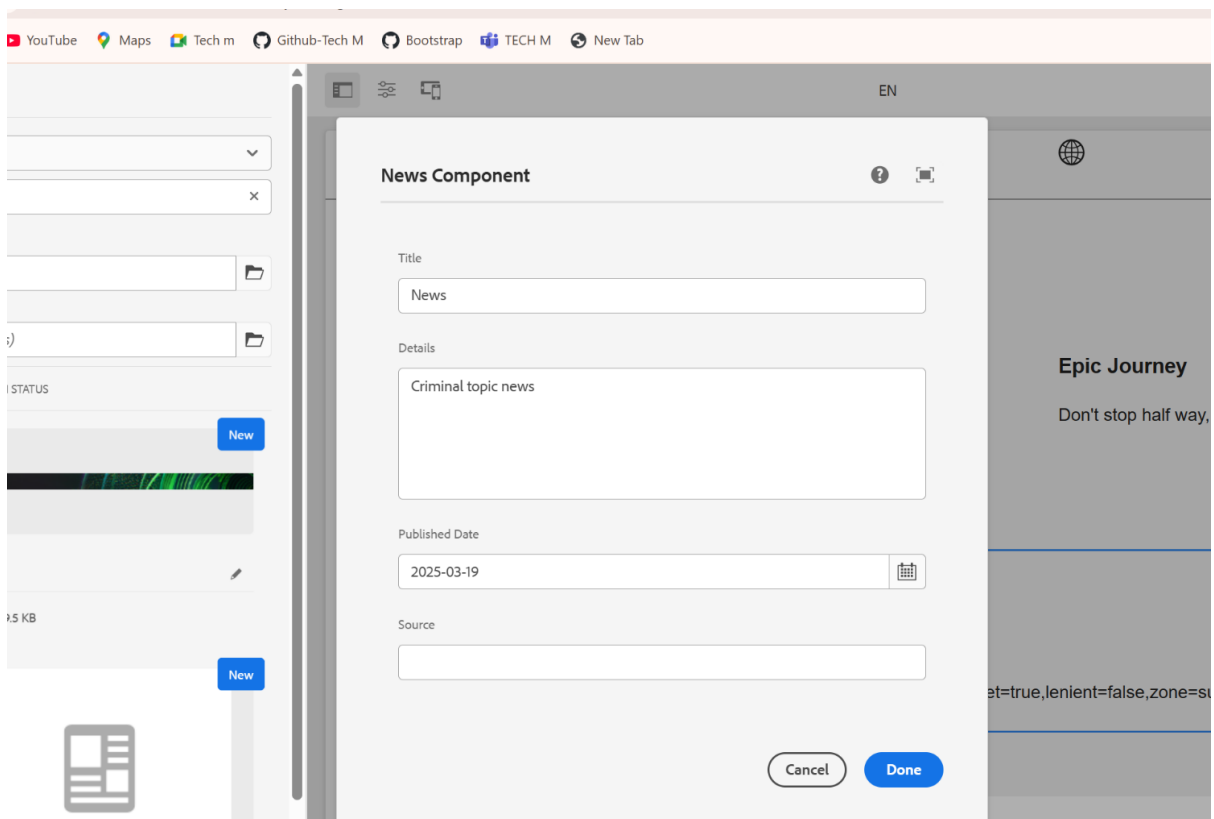 YouTube Maps Tech m Github-Tech M Bootstrap TECH M New Tab
EN
News Component
Title
News
Details
Criminal topic news
Published Date
2025-03-19
Source
Cancel Done
s)
STATUS
New
9.5 KB
New
Epic Journey
Don't stop half way,
et=true,lenient=false,zone=su